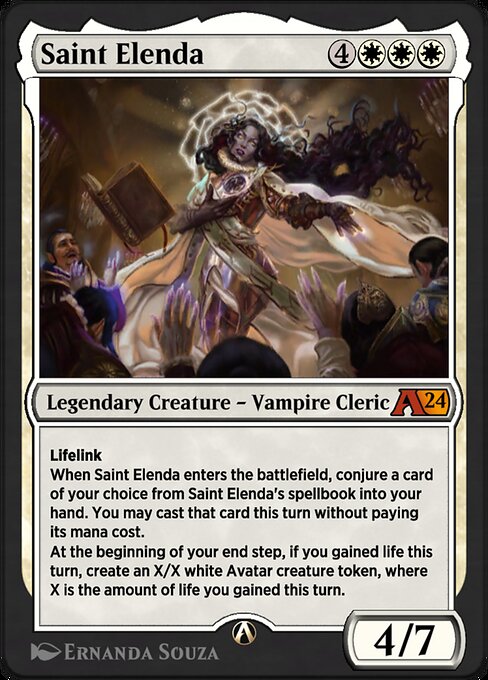 Saint Elenda 4
Legendary Creature – Vampire Cleric A24
Lifelink
When Saint Elenda enters the battlefield, conjure a card
of your choice from Saint Elenda's spellbook into your
hand. You may cast that card this turn without paying
its mana cost.
At the beginning of your end step, if you gained life this
turn, create an X/X white Avatar creature token, where
X is the amount of life you gained this turn.
4/7
Ernanda Souza